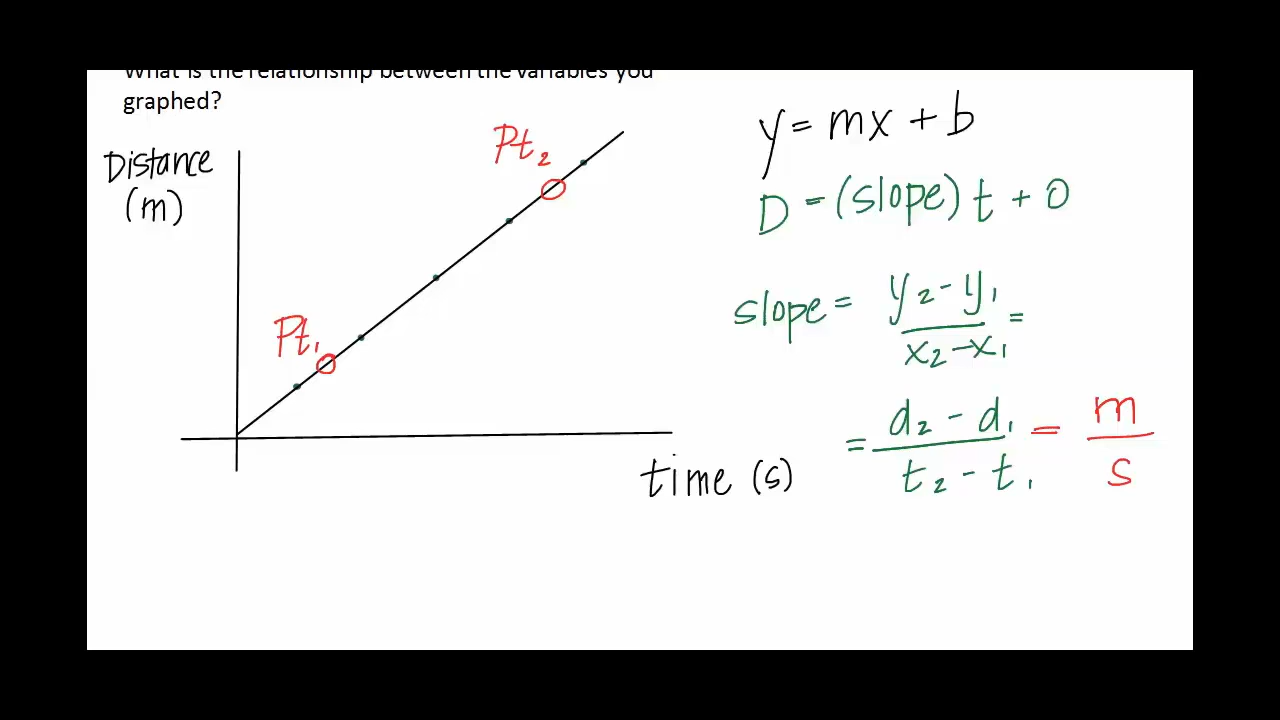 What is the relationship between the variables you
graphed?
Distance
(m)
Pt₂
Pt₁
time (s)
y = mx + b
D = (slope) t + 0
slope = y₂ - y₁ / x₂ - x₁ =
= d₂ - d₁ / t₂ - t₁ = m / s